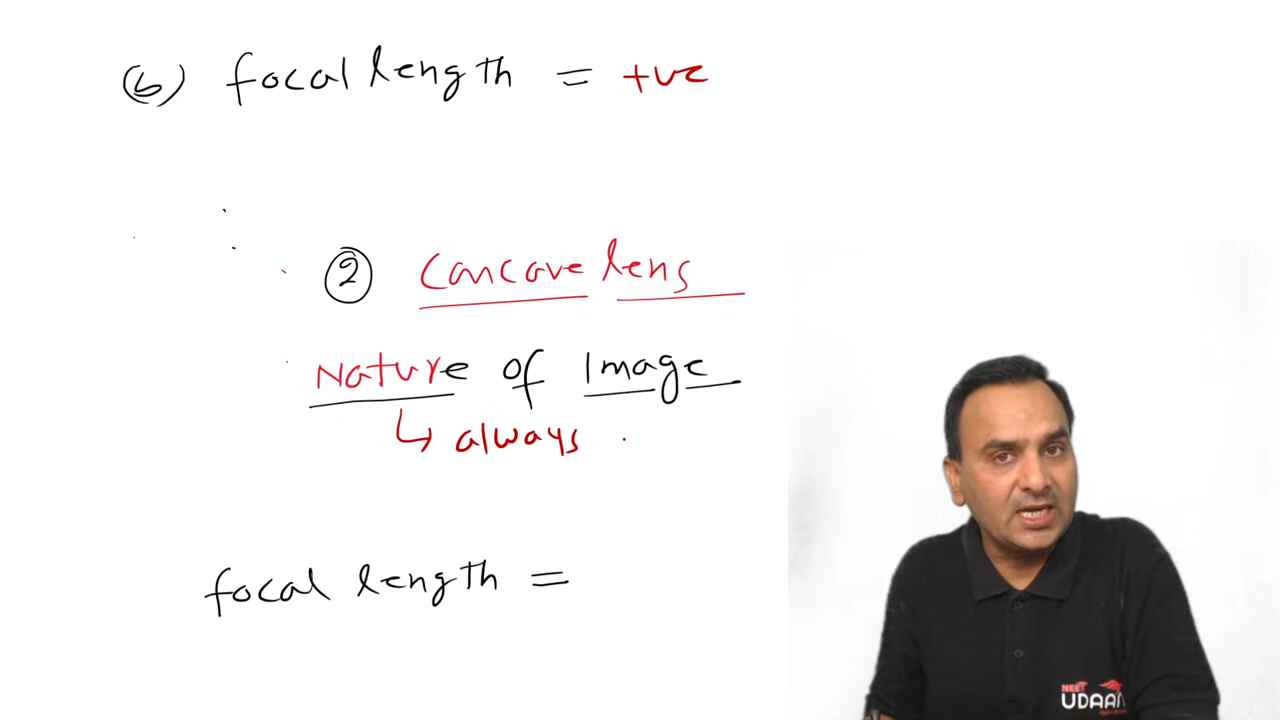 (b) focal length = +ve
② Concave lens
Nature of Image
↳ always
focal length =
NEET
UDAAN